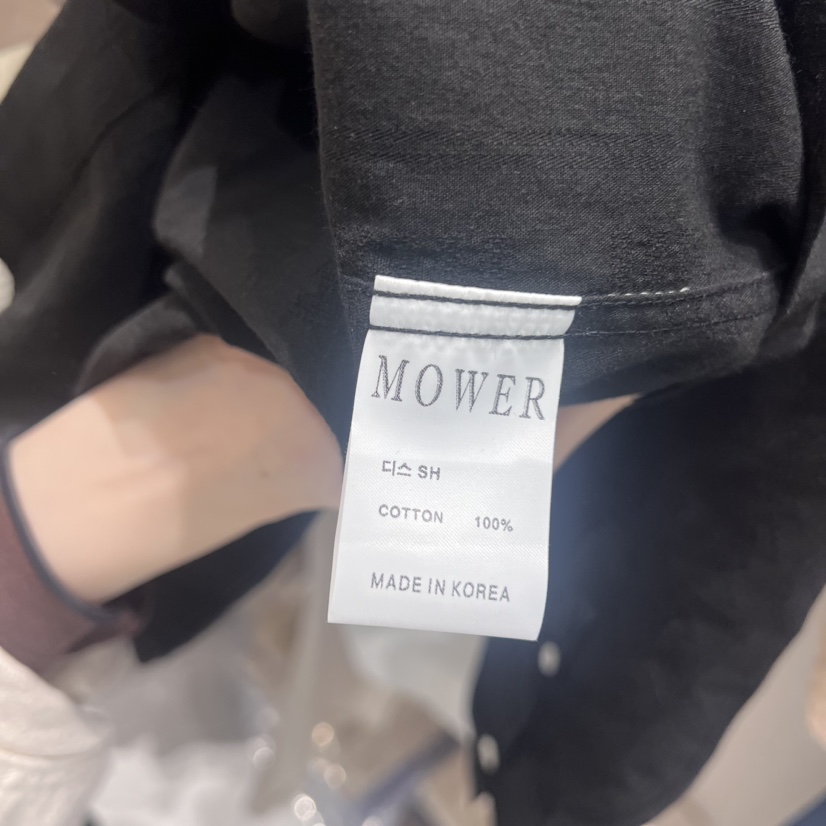 MOWER
디스 SH
COTTON 100%
MADE IN KOREA